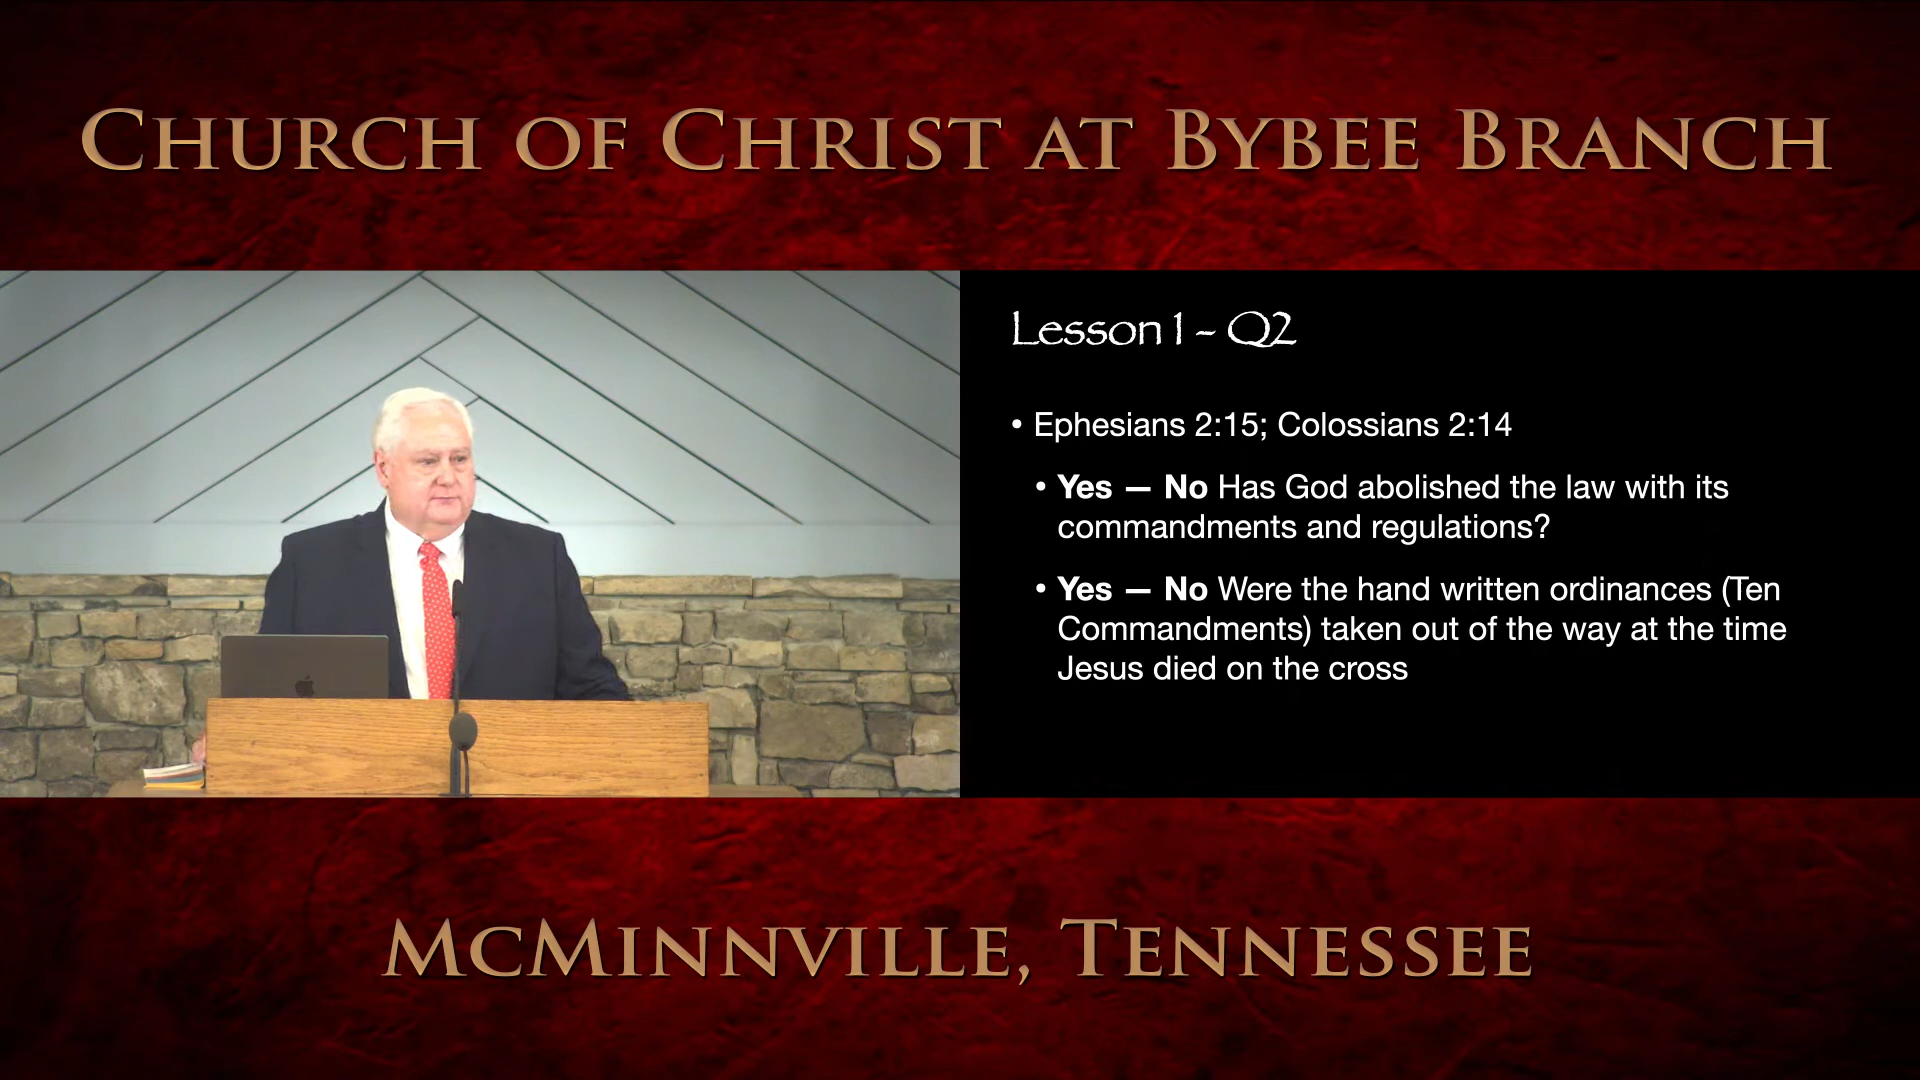 CHURCH OF CHRIST AT BYBEE BRANCH
Lesson 1 – Q2
• Ephesians 2:15; Colossians 2:14
• Yes — No Has God abolished the law with its
commandments and regulations?
• Yes — No Were the hand written ordinances (Ten
Commandments) taken out of the way at the time
Jesus died on the cross
MCMINNVILLE, TENNESSEE